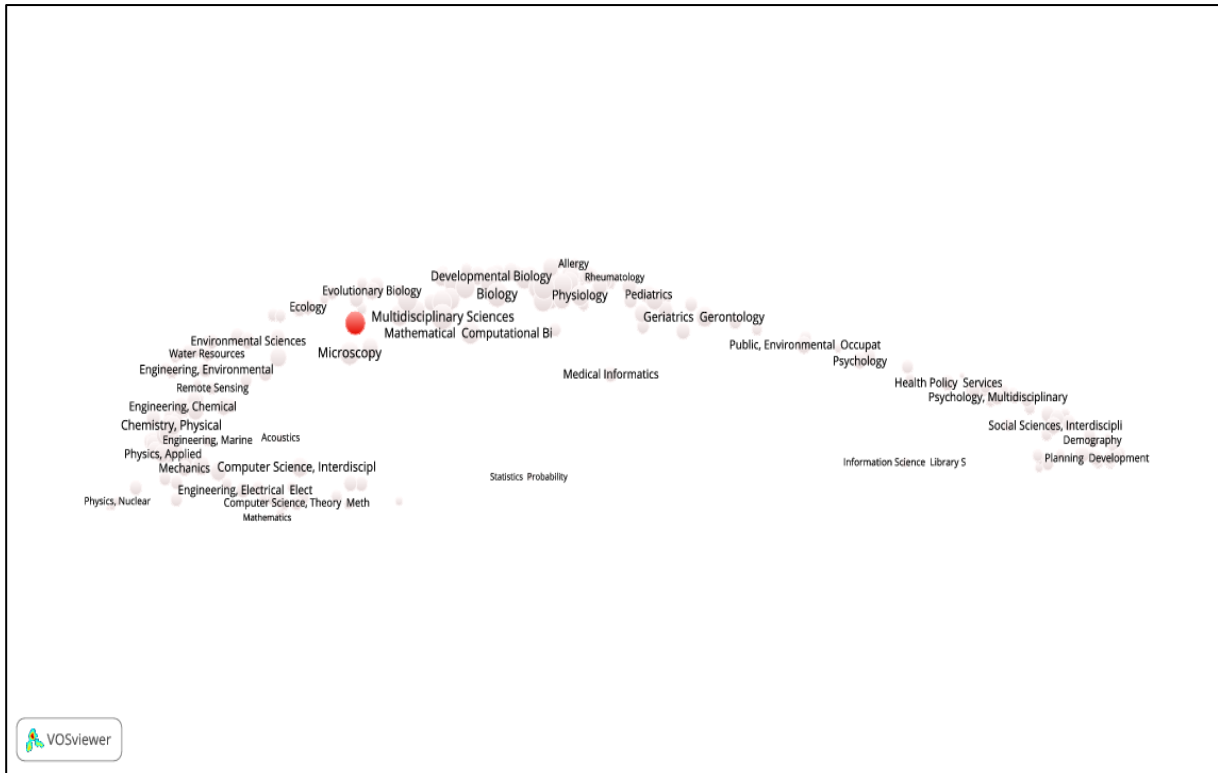 Allergy
Developmental Biology
Rheumatology
Evolutionary Biology
Biology
Physiology
Pediatrics
Ecology
Multidisciplinary Sciences
Geriatrics Gerontology
Mathematical Computational Bi
Environmental Sciences
Public, Environmental Occupat
Water Resources
Microscopy
Psychology
Engineering, Environmental
Medical Informatics
Remote Sensing
Health Policy Services
Psychology, Multidisciplinary
Engineering, Chemical
Chemistry, Physical
Social Sciences, Interdiscipli
Engineering, Marine
Acoustics
Demography
Physics, Applied
Planning Development
Mechanics
Computer Science, Interdiscipl
Information Science Library S
Statistics Probability
Engineering, Electrical Elect
Physics, Nuclear
Computer Science, Theory Meth
Mathematics
VOSviewer